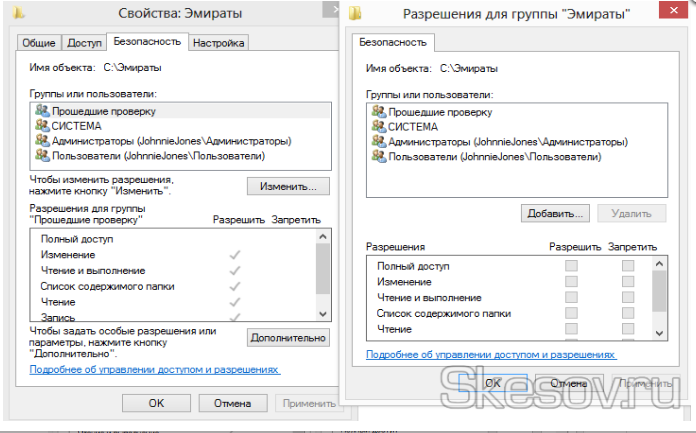 Свойства: Эмираты
Общие Доступ Безопасность Настройка
Имя объекта: C:\Эмираты
Группы или пользователи:
Прошедшие проверку
СИСТЕМА
Администраторы (JohnnieJones\Администраторы)
Пользователи (JohnnieJones\Пользователи)
Чтобы изменить разрешения,
нажмите кнопку "Изменить".
Изменить...
Разрешения для группы
"Прошедшие проверку" Разрешить Запретить
Полный доступ
Изменение
Чтение и выполнение
Список содержимого папки
Чтение
Запись
Чтобы задать особые разрешения или
параметры, нажмите кнопку
"Дополнительно".
Дополнительно
Подробнее об управлении доступом и разрешениях
OK Отмена Применить
Разрешения для группы "Эмираты"
Безопасность
Имя объекта: C:\Эмираты
Группы или пользователи:
Прошедшие проверку
СИСТЕМА
Администраторы (JohnnieJones\Администраторы)
Пользователи (JohnnieJones\Пользователи)
Добавить... Удалить
Разрешения Разрешить Запретить
Полный доступ
Изменение
Чтение и выполнение
Список содержимого папки
Чтение
Подробнее об управлении доступом и разрешениях
OK Отмена Применить
Skesov.ru